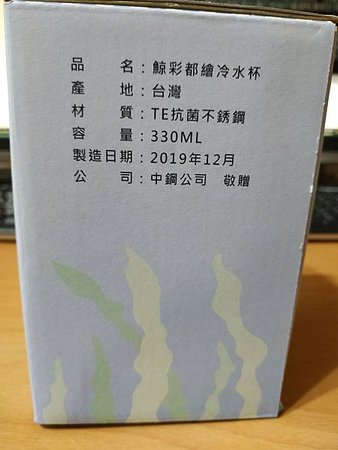 品　　名：鯨彩都繪冷水杯
產　　地：台灣
材　　質：TE抗菌不銹鋼
容　　量：330ML
製造日期：2019年12月
公　　司：中鋼公司　敬贈